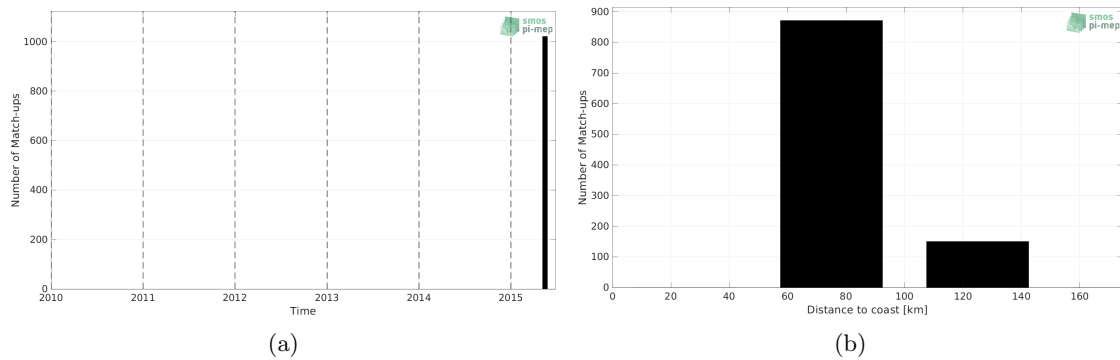 smos
pi-mep
1000
800
600
400
200
0
Number of Match-ups
2010 2011 2012 2013 2014 2015
Time
(a)
smos
pi-mep
900
800
700
600
500
400
300
200
100
0
Number of Match-ups
0 20 40 60 80 100 120 140 160
Distance to coast [km]
(b)